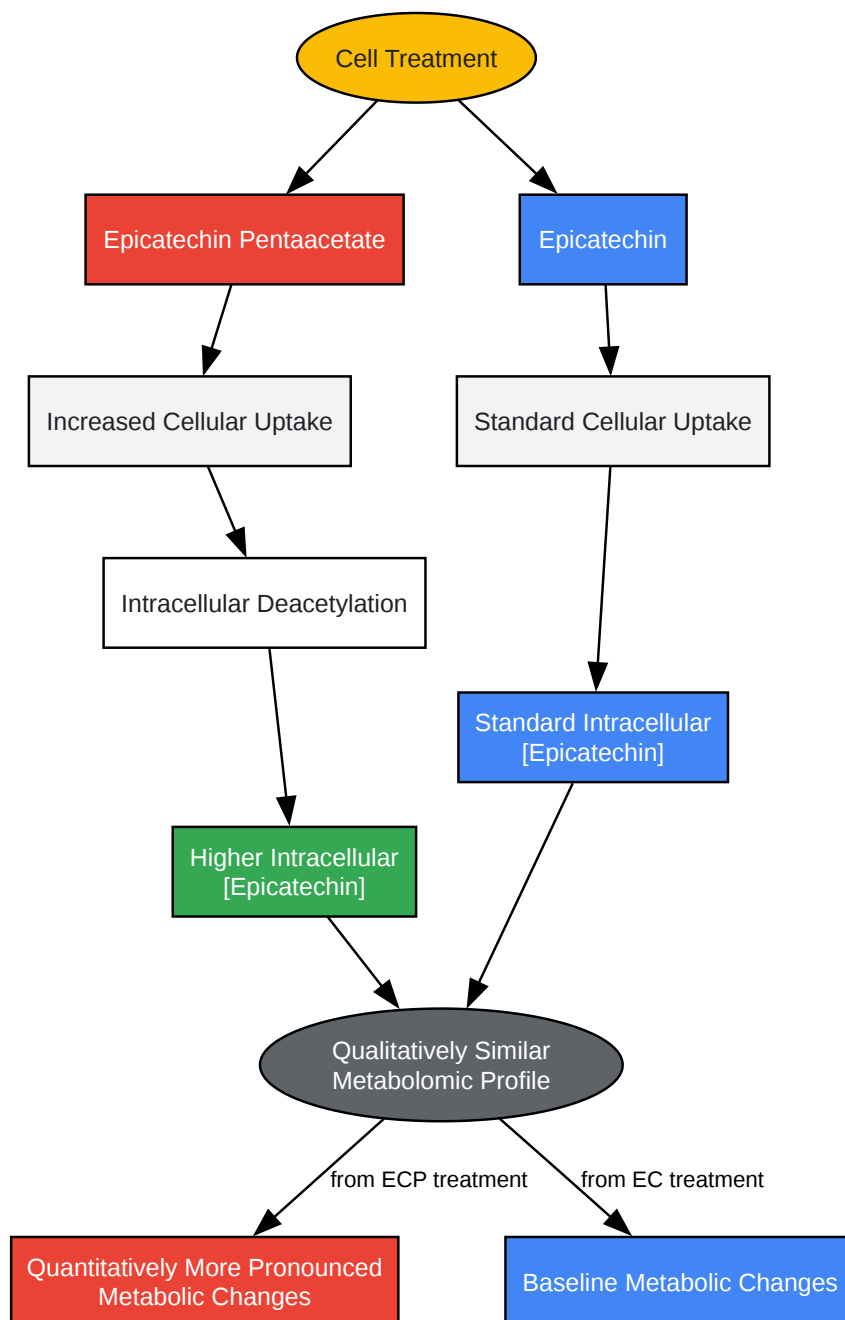 Cell Treatment
Epicatechin Pentaacetate
Epicatechin
Increased Cellular Uptake
Standard Cellular Uptake
Intracellular Deacetylation
Standard Intracellular
[Epicatechin]
Higher Intracellular
[Epicatechin]
Qualitatively Similar
Metabolomic Profile
from ECP treatment
from EC treatment
Quantitatively More Pronounced
Metabolic Changes
Baseline Metabolic Changes